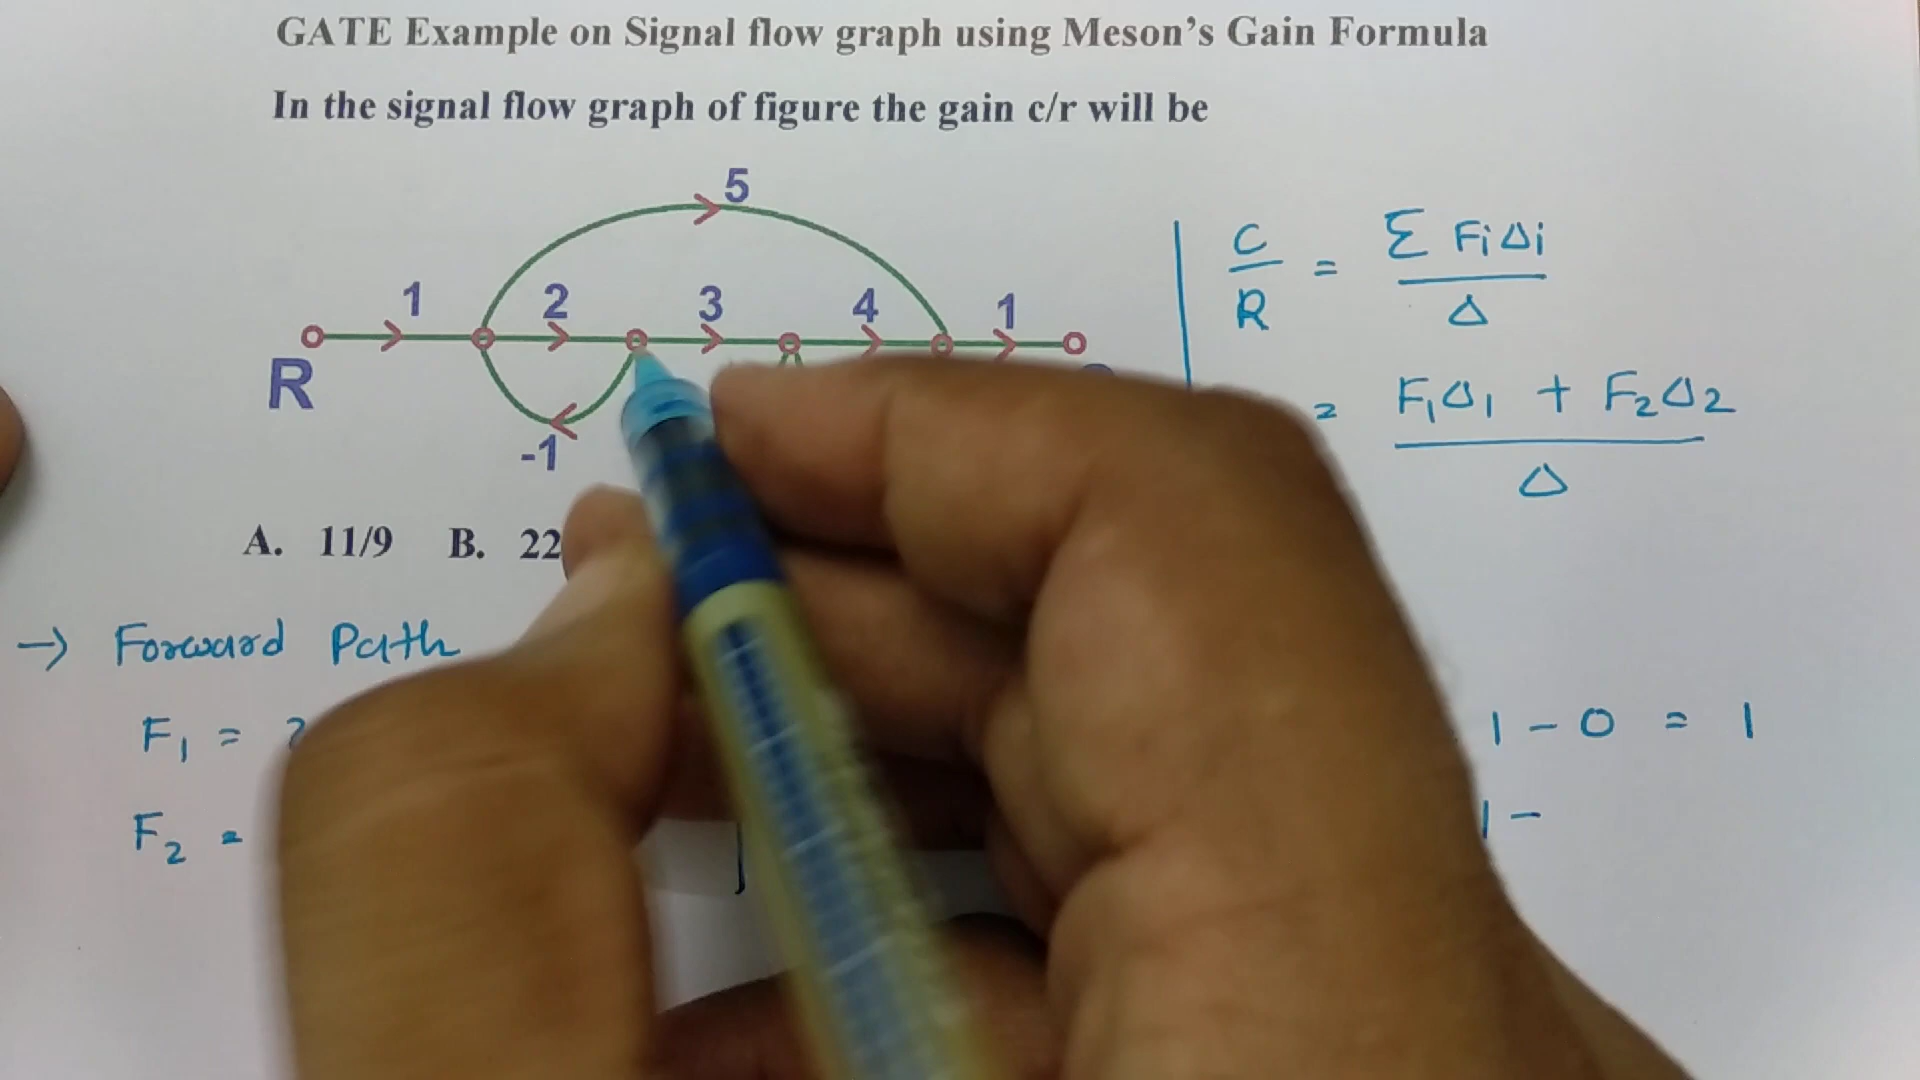 GATE Example on Signal flow graph using Meson's Gain Formula
In the signal flow graph of figure the gain c/r will be
5
1 2 3 4 1
R
-1
C/R = Σ FiΔi / Δ
= F₁Δ₁ + F₂Δ₂ / Δ
A. 11/9 B. 22
→ Forward Path
F₁ =
1 - 0 = 1
F₂ =
1 -